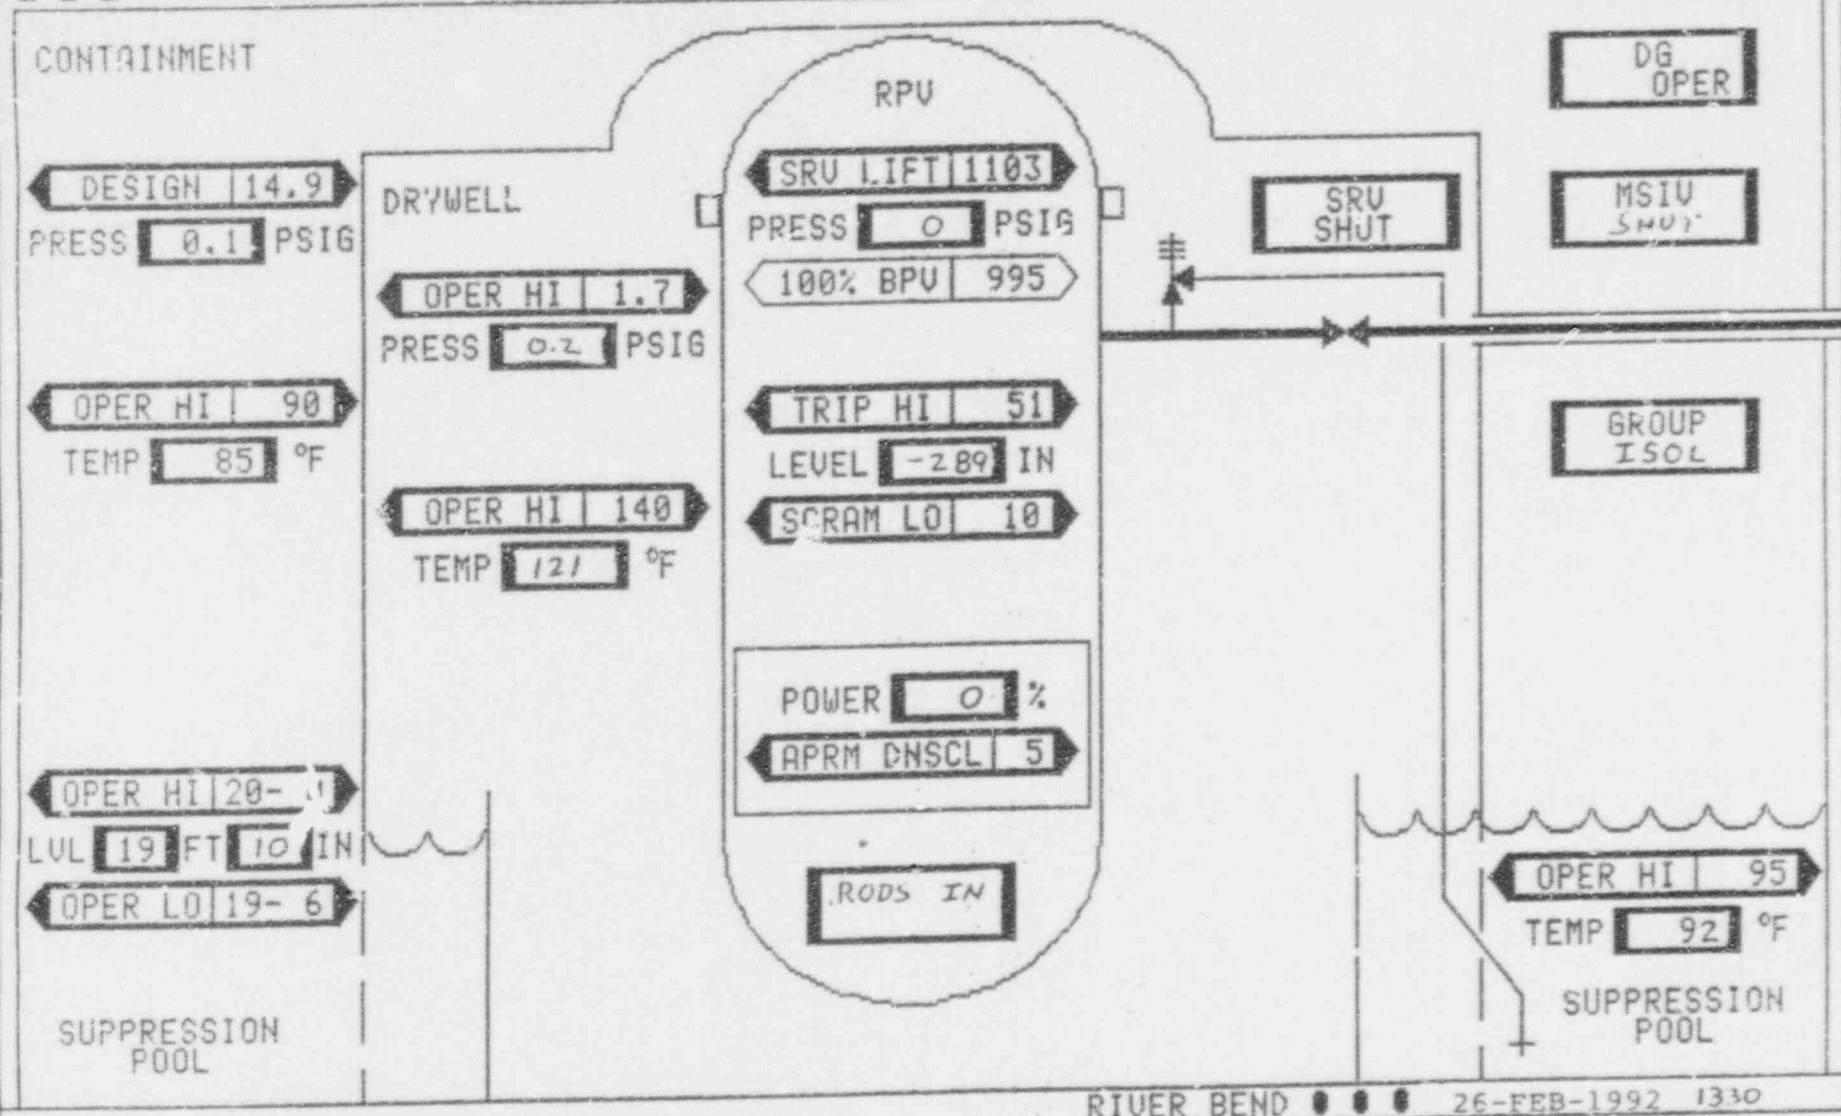 CONTAINMENT
DESIGN 14.9
PRESS 0.1 PSIG
OPER HI 90
TEMP 85 °F
OPER HI 20-
LVL 19 FT 10 IN
OPER LO 19- 6
SUPPRESSION
POOL
DRYWELL
OPER HI 1.7
PRESS 0.2 PSIG
OPER HI 140
TEMP 121 °F
RPV
SRV LIFT 1103
PRESS 0 PSIG
100% BPV 995
TRIP HI 51
LEVEL -289 IN
SCRAM LO 10
POWER 0 %
APRM DNSCL 5
RODS IN
SRV
SHUT
DG
OPER
MSIV
SHUT
GROUP
ISOL
OPER HI 95
TEMP 92 °F
SUPPRESSION
POOL
RIVER BEND 26-FEB-1992 1330